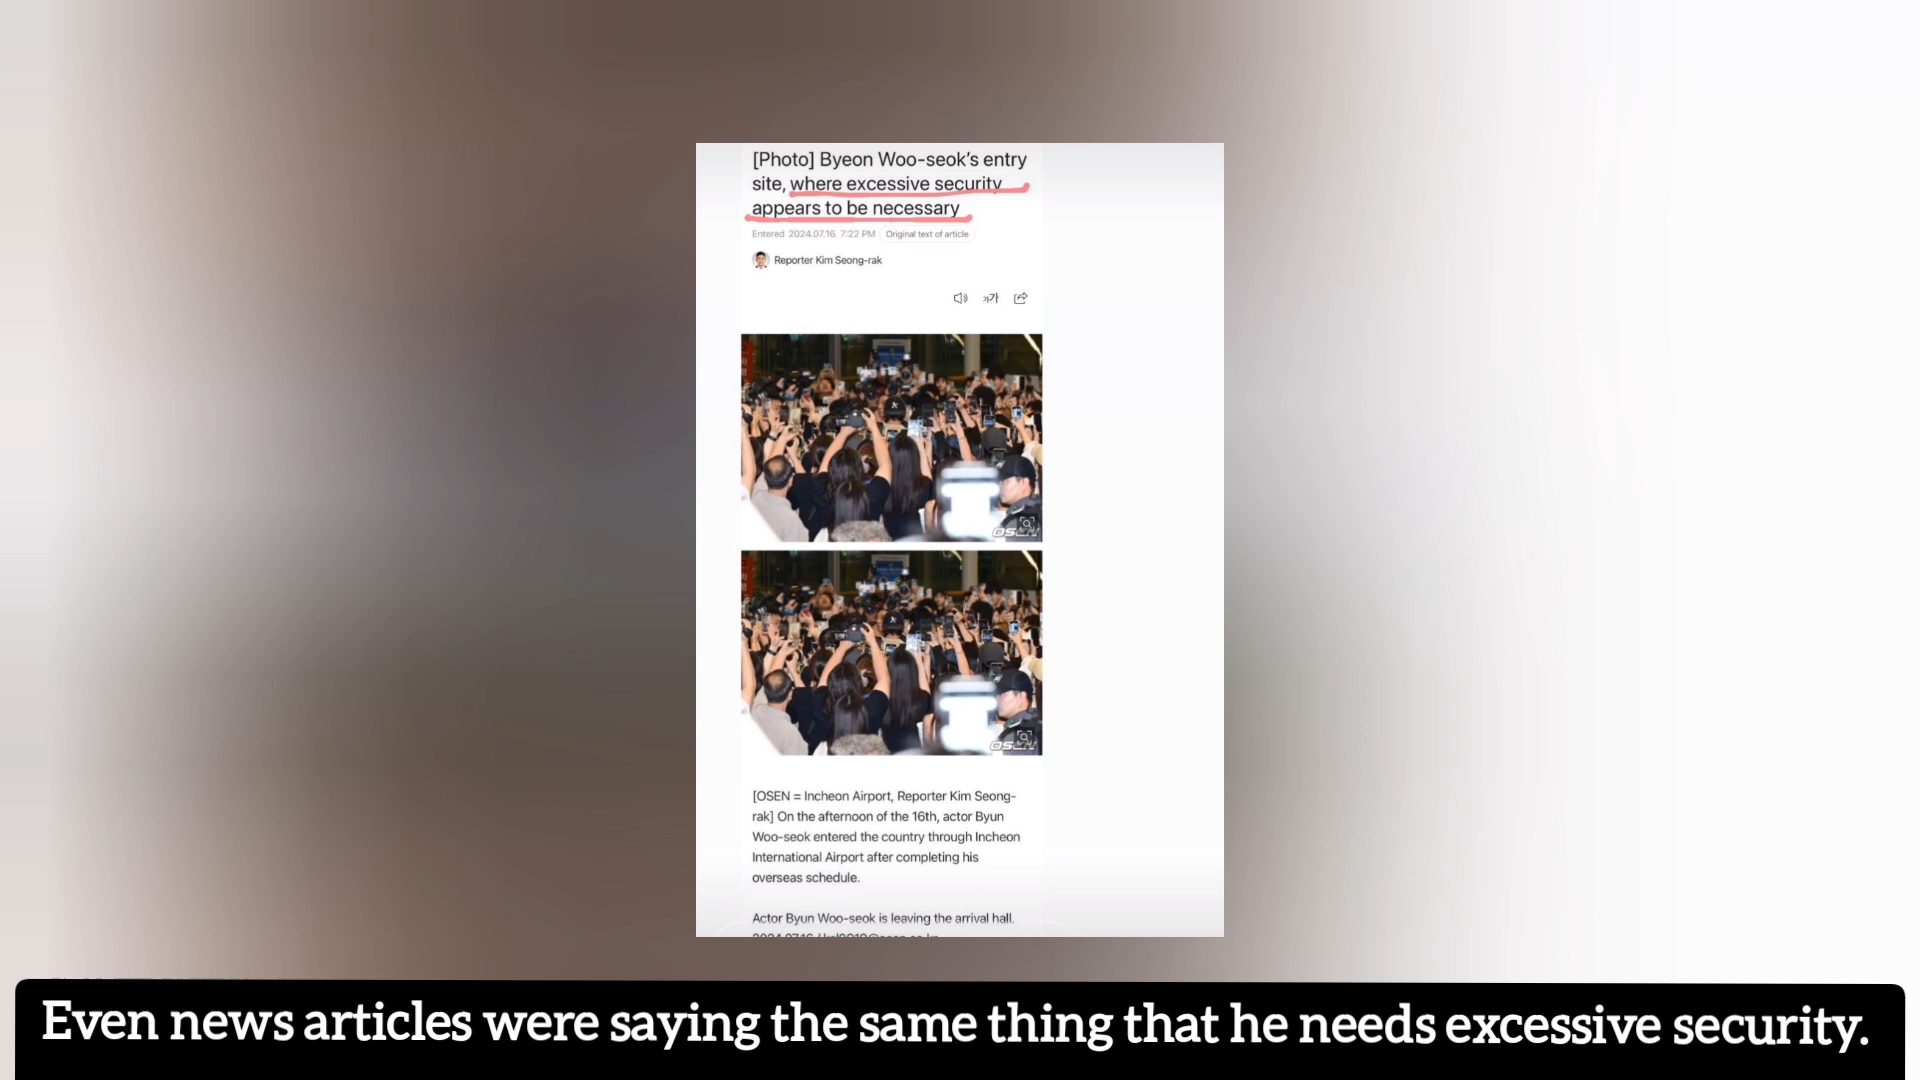 [Photo] Byeon Woo-seok's entry
site, where excessive security
appears to be necessary
Entered 2024.07.16. 7:22 PM Original text of article
Reporter Kim Seong-rak
가가
OSEN
OSEN
[OSEN = Incheon Airport, Reporter Kim Seong-
rak] On the afternoon of the 16th, actor Byun
Woo-seok entered the country through Incheon
International Airport after completing his
overseas schedule.
Actor Byun Woo-seok is leaving the arrival hall.
Even news articles were saying the same thing that he needs excessive security.